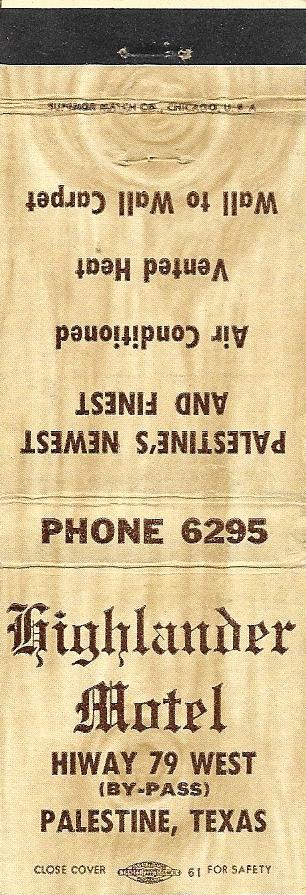 SUPERIOR MATCH CO., CHICAGO, U.S.A.
PALESTINE'S NEWEST
AND FINEST
Air Conditioned
Vented Heat
Wall to Wall Carpet
PHONE 6295
Highlander
Motel
HIWAY 79 WEST
(BY-PASS)
PALESTINE, TEXAS
CLOSE COVER 61 FOR SAFETY